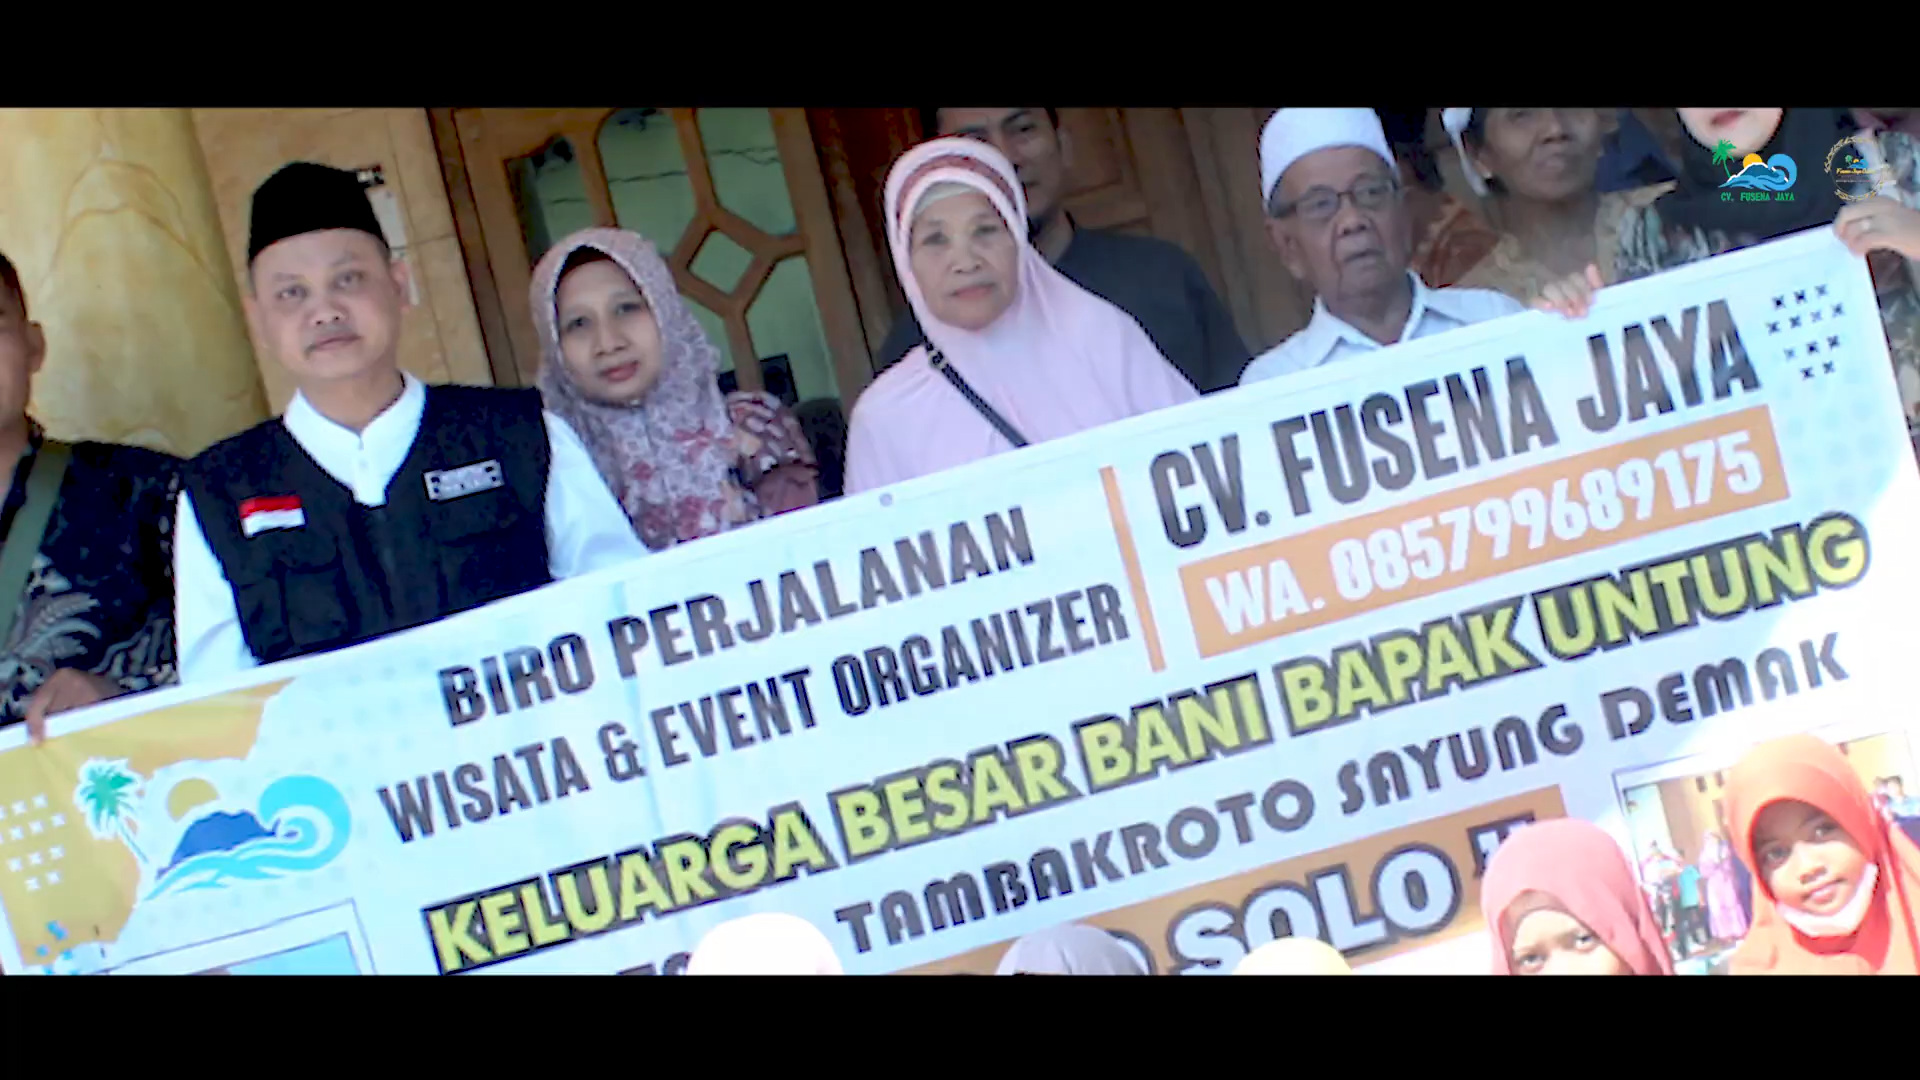 CV. FUSENA JAYA
BIRO PERJALANAN
WISATA & EVENT ORGANIZER
CV. FUSENA JAYA
WA. 085799689175
KELUARGA BESAR BANI BAPAK UNTUNG
TAMBAKROTO SAYUNG DEMAK
SOLO "